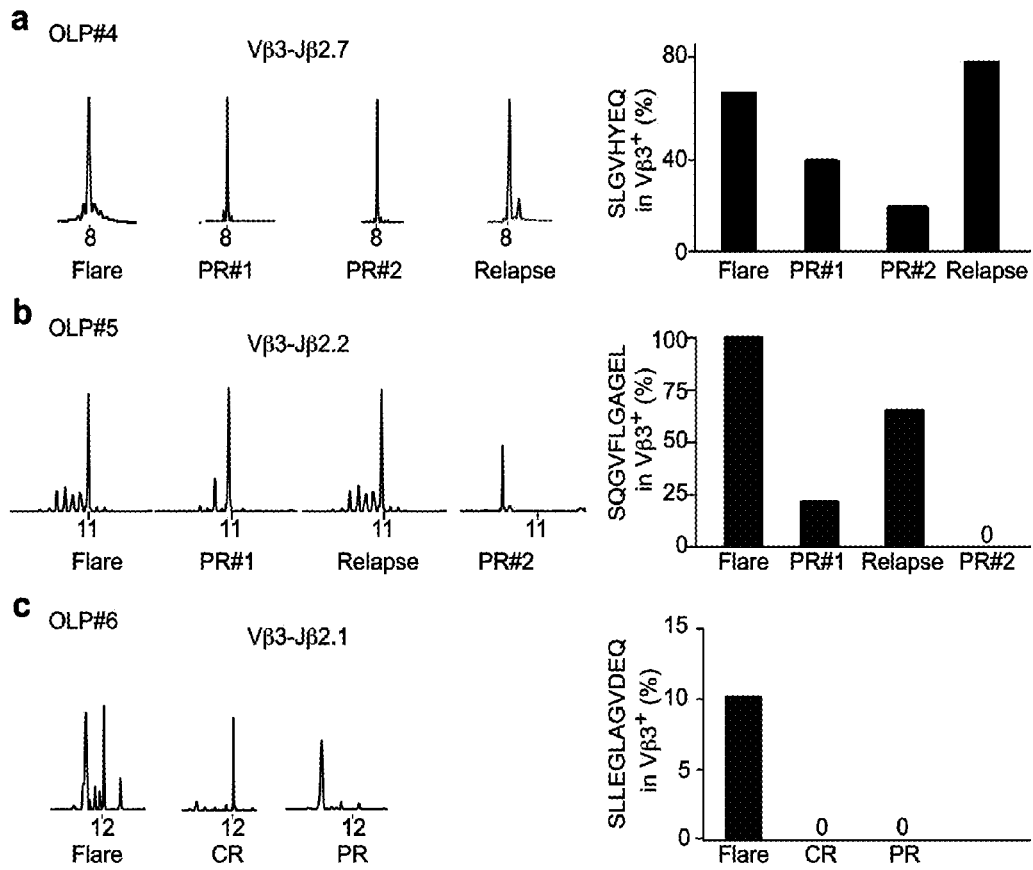 a
OLP#4
Vβ3-Jβ2.7
8
8
8
8
Flare
PR#1
PR#2
Relapse
SLGVHYEQ
in Vβ3+ (%)
80
40
0
Flare
PR#1
PR#2
Relapse
b
OLP#5
Vβ3-Jβ2.2
11
11
11
11
Flare
PR#1
Relapse
PR#2
SQGVFLGAGEL
in Vβ3+ (%)
100
75
50
25
0
0
Flare
PR#1
Relapse
PR#2
c
OLP#6
Vβ3-Jβ2.1
12
12
12
Flare
CR
PR
SLLEGLAGVDEQ
in Vβ3+ (%)
15
10
5
0
0
0
Flare
CR
PR